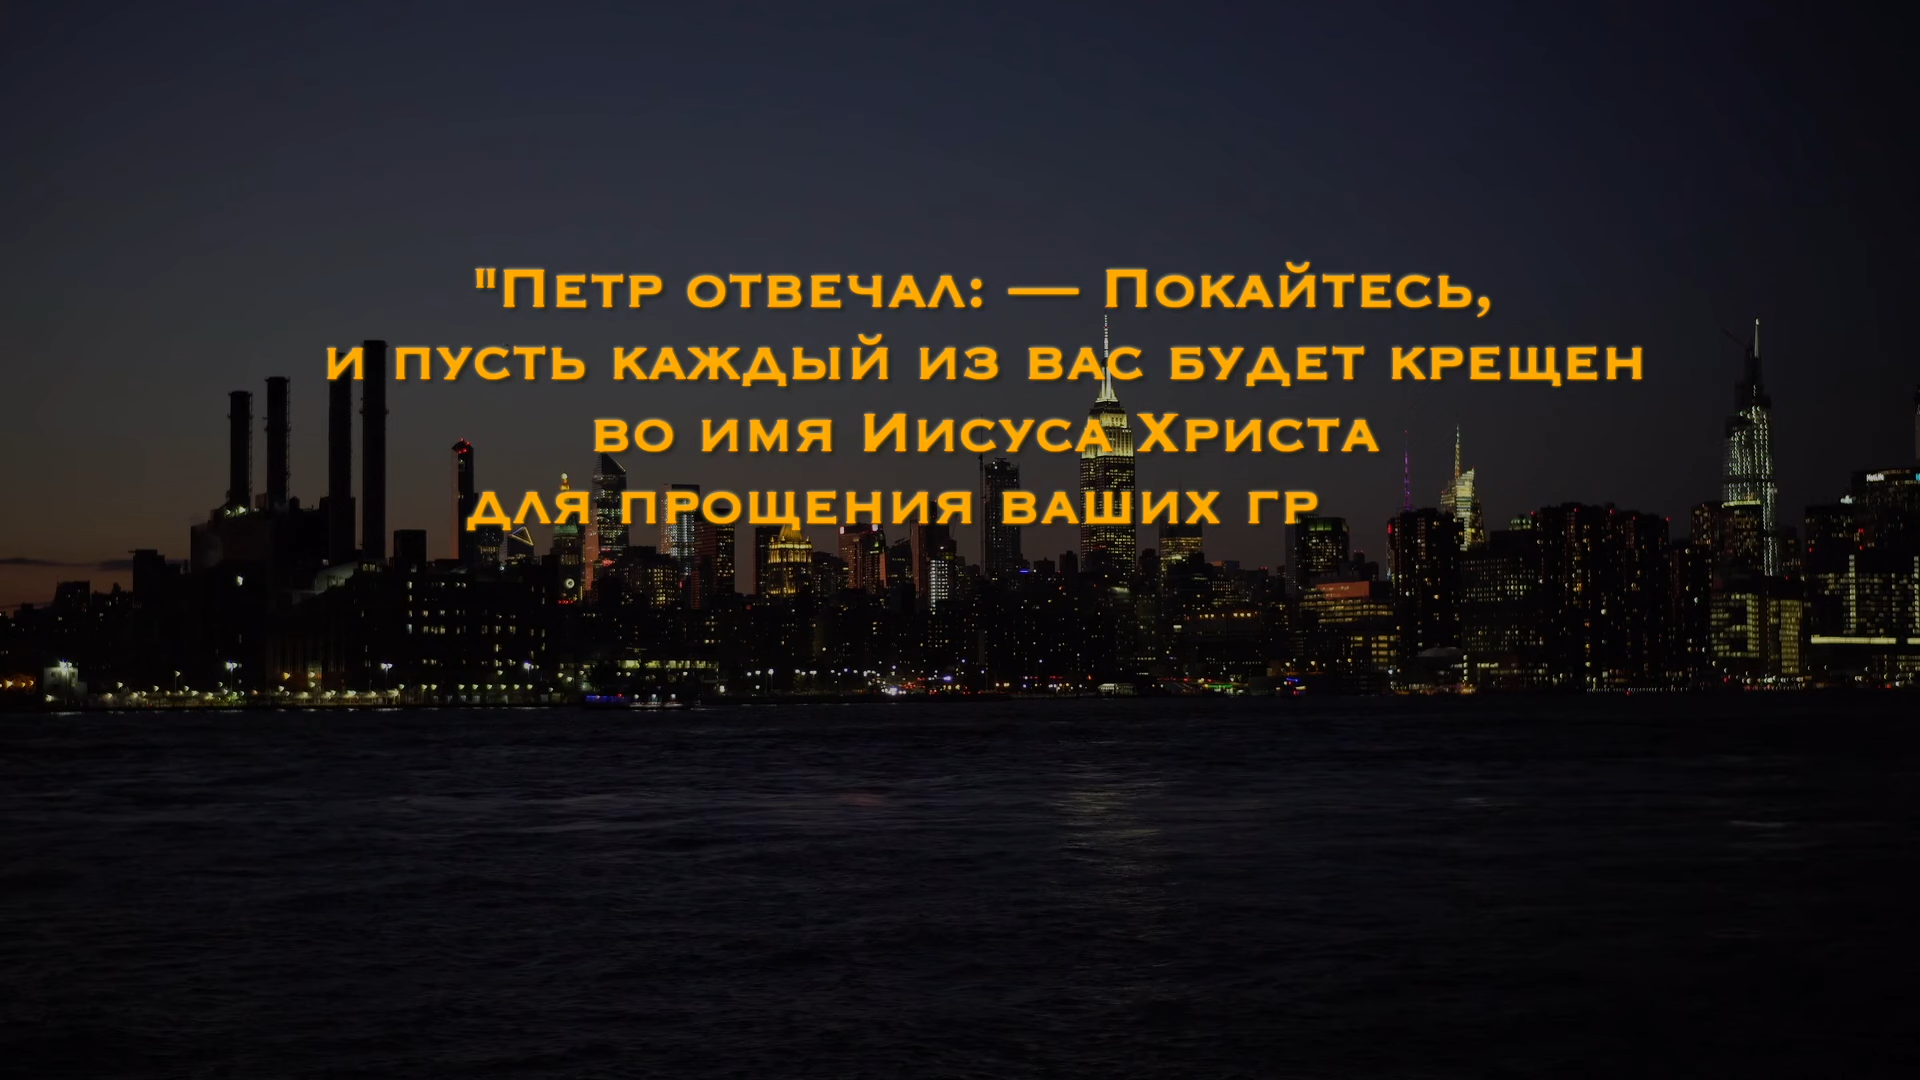 "Петр отвечал: — Покайтесь,
и пусть каждый из вас будет крещен
во имя Иисуса Христа
для прощения ваших гр